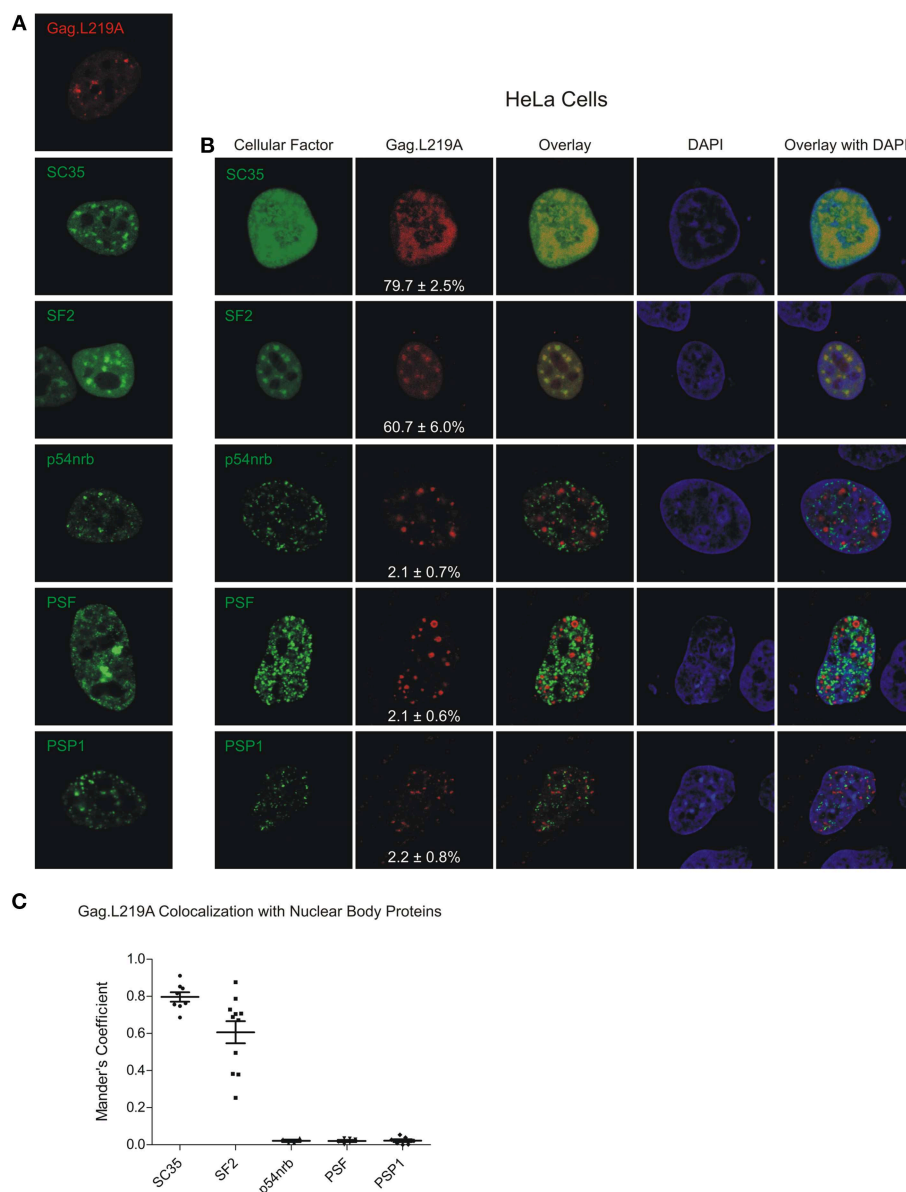 A
Gag.L219A
SC35
SF2
p54nrb
PSF
PSP1
HeLa Cells
B
Cellular Factor Gag.L219A Overlay DAPI Overlay with DAPI
SC35
79.7 ± 2.5%
SF2
60.7 ± 6.0%
p54nrb
2.1 ± 0.7%
PSF
2.1 ± 0.6%
PSP1
2.2 ± 0.8%
C
Gag.L219A Colocalization with Nuclear Body Proteins
Mander's Coefficient
1.0
0.8
0.6
0.4
0.2
0.0
SC35 SF2 p54nrb PSF PSP1